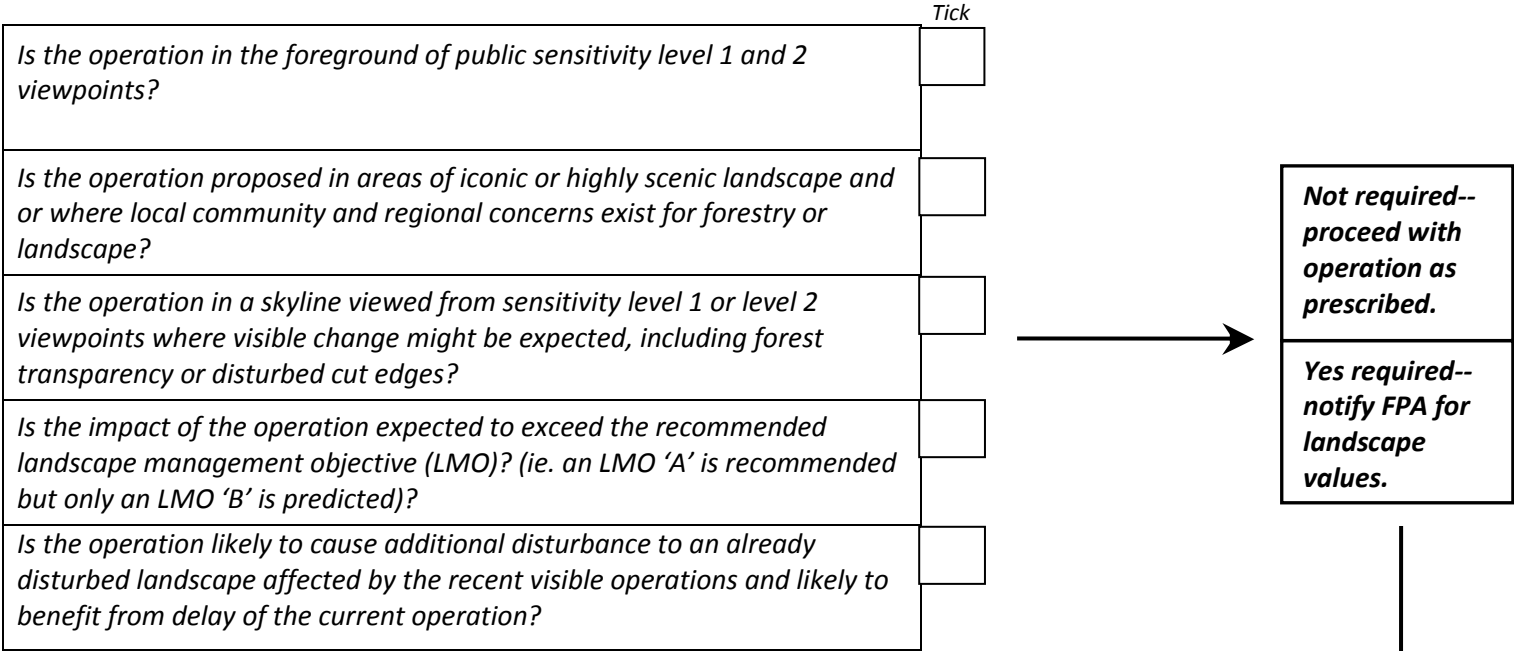 Tick
Is the operation in the foreground of public sensitivity level 1 and 2
viewpoints?
Is the operation proposed in areas of iconic or highly scenic landscape and
or where local community and regional concerns exist for forestry or
landscape?
Is the operation in a skyline viewed from sensitivity level 1 or level 2
viewpoints where visible change might be expected, including forest
transparency or disturbed cut edges?
Is the impact of the operation expected to exceed the recommended
landscape management objective (LMO)? (ie. an LMO ‘A’ is recommended
but only an LMO ‘B’ is predicted)?
Is the operation likely to cause additional disturbance to an already
disturbed landscape affected by the recent visible operations and likely to
benefit from delay of the current operation?
Not required--
proceed with
operation as
prescribed.
Yes required--
notify FPA for
landscape
values.